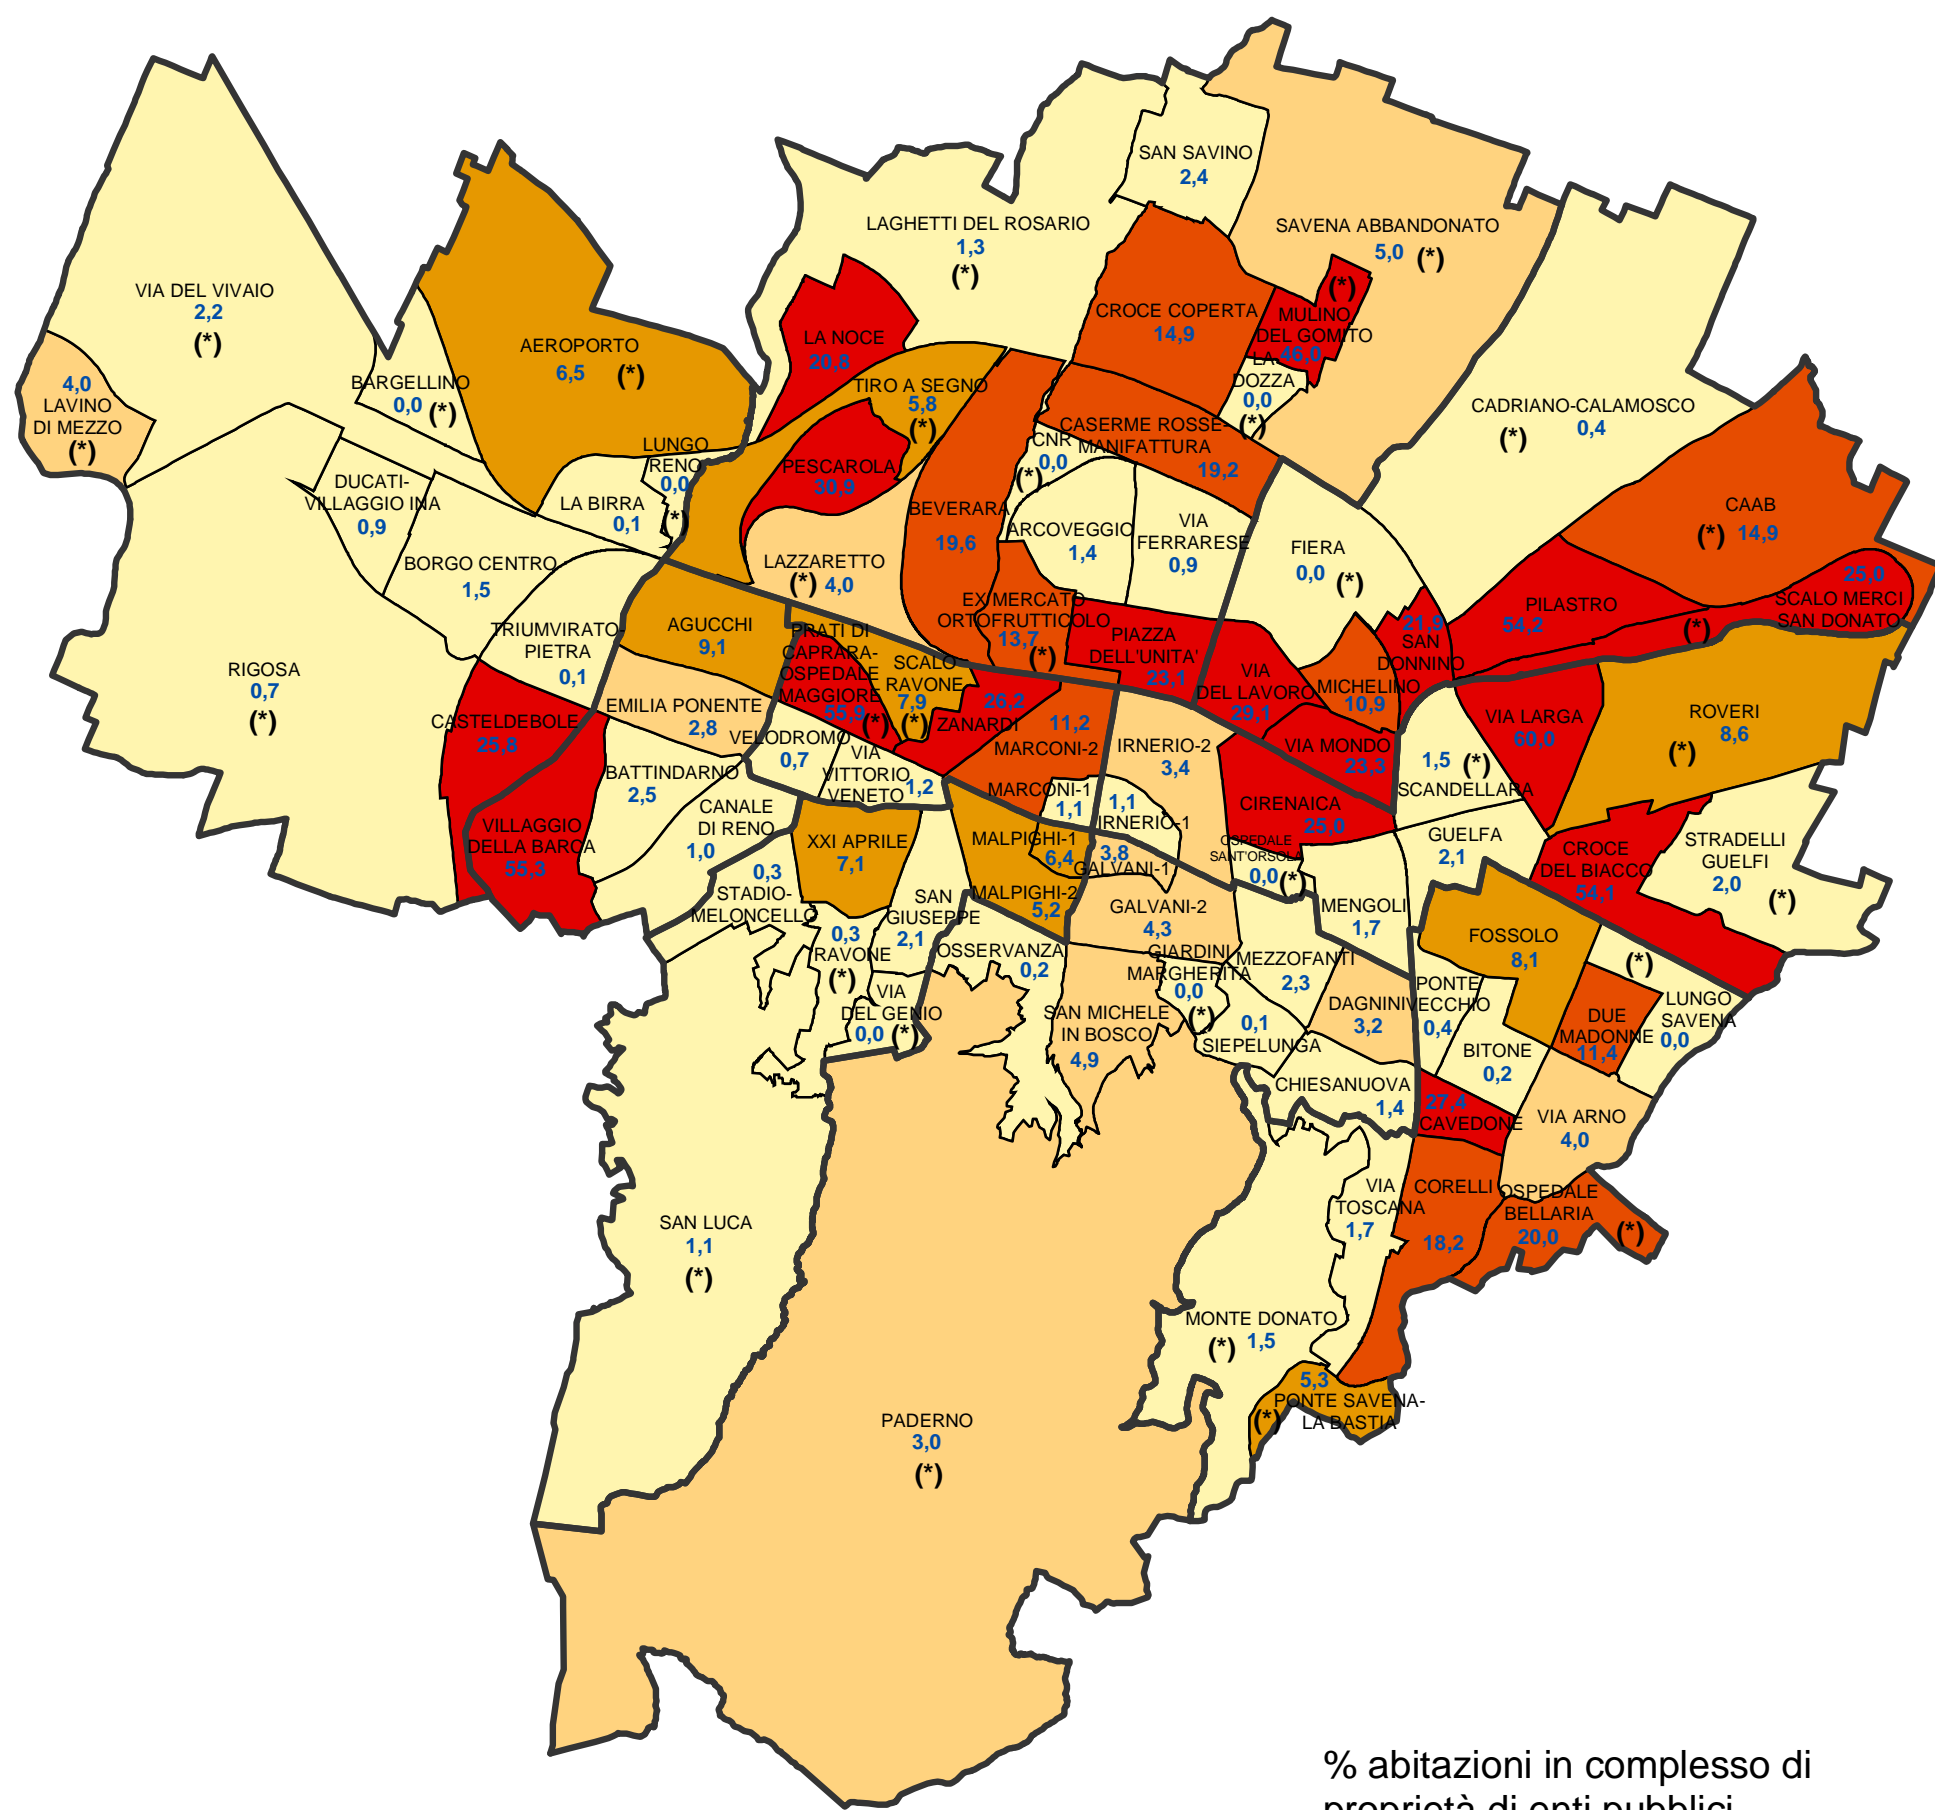 SAN SAVINO
2,4
LAGHETTI DEL ROSARIO
1,3
(*)
SAVENA ABBANDONATO
5,0 (*)
VIA DEL VIVAIO
2,2
(*)
CROCE COPERTA
14,9
(*)
MULINO
DEL GOMITO
46,0
LA NOCE
20,8
AEROPORTO
6,5 (*)
BARGELLINO
0,0 (*)
4,0
LAVINO
DI MEZZO
(*)
TIRO A SEGNO
5,8
(*)
LA
DOZZA
0,0
(*)
CADRIANO-CALAMOSCO
(*) 0,4
CASERME ROSSE-
MANIFATTURA
19,2
CNR
0,0
(*)
LUNGO
RENO
0,0
(*)
PESCAROLA
30,9
DUCATI-
VILLAGGIO INA
0,9
LA BIRRA
0,1
BEVERARA
19,6
ARCOVEGGIO
1,4
VIA
FERRARESE
0,9
FIERA
0,0 (*)
CAAB
(*) 14,9
BORGO CENTRO
1,5
LAZZARETTO
(*) 4,0
25,0
SCALO MERCI
SAN DONATO
(*)
PILASTRO
54,2
EX MERCATO
ORTOFRUTTICOLO
13,7
(*)
PIAZZA
DELL'UNITA'
23,1
21,9
SAN
DONNINO
AGUCCHI
9,1
TRIUMVIRATO-
PIETRA
0,1
PRATI DI
CAPRARA-
OSPEDALE
MAGGIORE
55,9
(*)
SCALO
RAVONE
7,9
(*)
RIGOSA
0,7
(*)
VIA
DEL LAVORO
29,1
MICHELINO
10,9
26,2
ZANARDI
EMILIA PONENTE
2,8
CASTELDEBOLE
25,8
11,2
MARCONI-2
IRNERIO-2
3,4
VIA MONDO
23,3
VIA LARGA
60,0
ROVERI
8,6
(*)
VELODROMO
0,7
VIA
VITTORIO
VENETO
1,2
BATTINDARNO
2,5
1,5 (*)
SCANDELLARA
MARCONI-1
1,1
1,1
IRNERIO-1
CIRENAICA
25,0
CANALE
DI RENO
1,0
VILLAGGIO
DELLA BARCA
55,3
XXI APRILE
7,1
MALPIGHI-1
6,4
3,8
GALVANI-1
OSPEDALE
SANT'ORSOLA
0,0
(*)
GUELFA
2,1
CROCE
DEL BIACCO
54,1
STRADELLI
GUELFI
2,0
(*)
0,3
STADIO-
MELONCELLO
SAN
GIUSEPPE
2,1
MALPIGHI-2
5,2
GALVANI-2
4,3
MENGOLI
1,7
0,3
RAVONE
(*)
FOSSOLO
8,1
OSSERVANZA
0,2
GIARDINI
MARGHERITA
0,0
(*)
MEZZOFANTI
2,3
(*)
VIA
DEL GENIO
0,0 (*)
SAN MICHELE
IN BOSCO
4,9
DAGNINI
3,2
PONTE
VECCHIO
0,4
LUNGO
SAVENA
0,0
DUE
MADONNE
11,4
0,1
SIEPELUNGA
BITONE
0,2
CHIESANUOVA
1,4
27,4
CAVEDONE
VIA ARNO
4,0
VIA
TOSCANA
1,7
CORELLI
18,2
OSPEDALE
BELLARIA
20,0
(*)
SAN LUCA
1,1
(*)
MONTE DONATO
(*) 1,5
5,3
PONTE SAVENA-
LA BASTIA
(*)
PADERNO
3,0
(*)
% abitazioni in complesso di
proprietà di enti pubblici